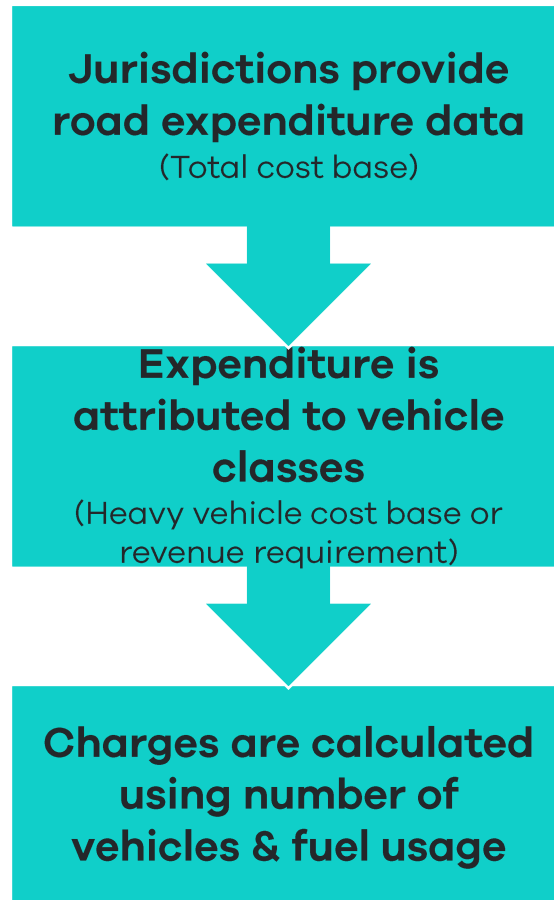 Jurisdictions provide
road expenditure data
(Total cost base)
Expenditure is
attributed to vehicle
classes
(Heavy vehicle cost base or
revenue requirement)
Charges are calculated
using number of
vehicles & fuel usage